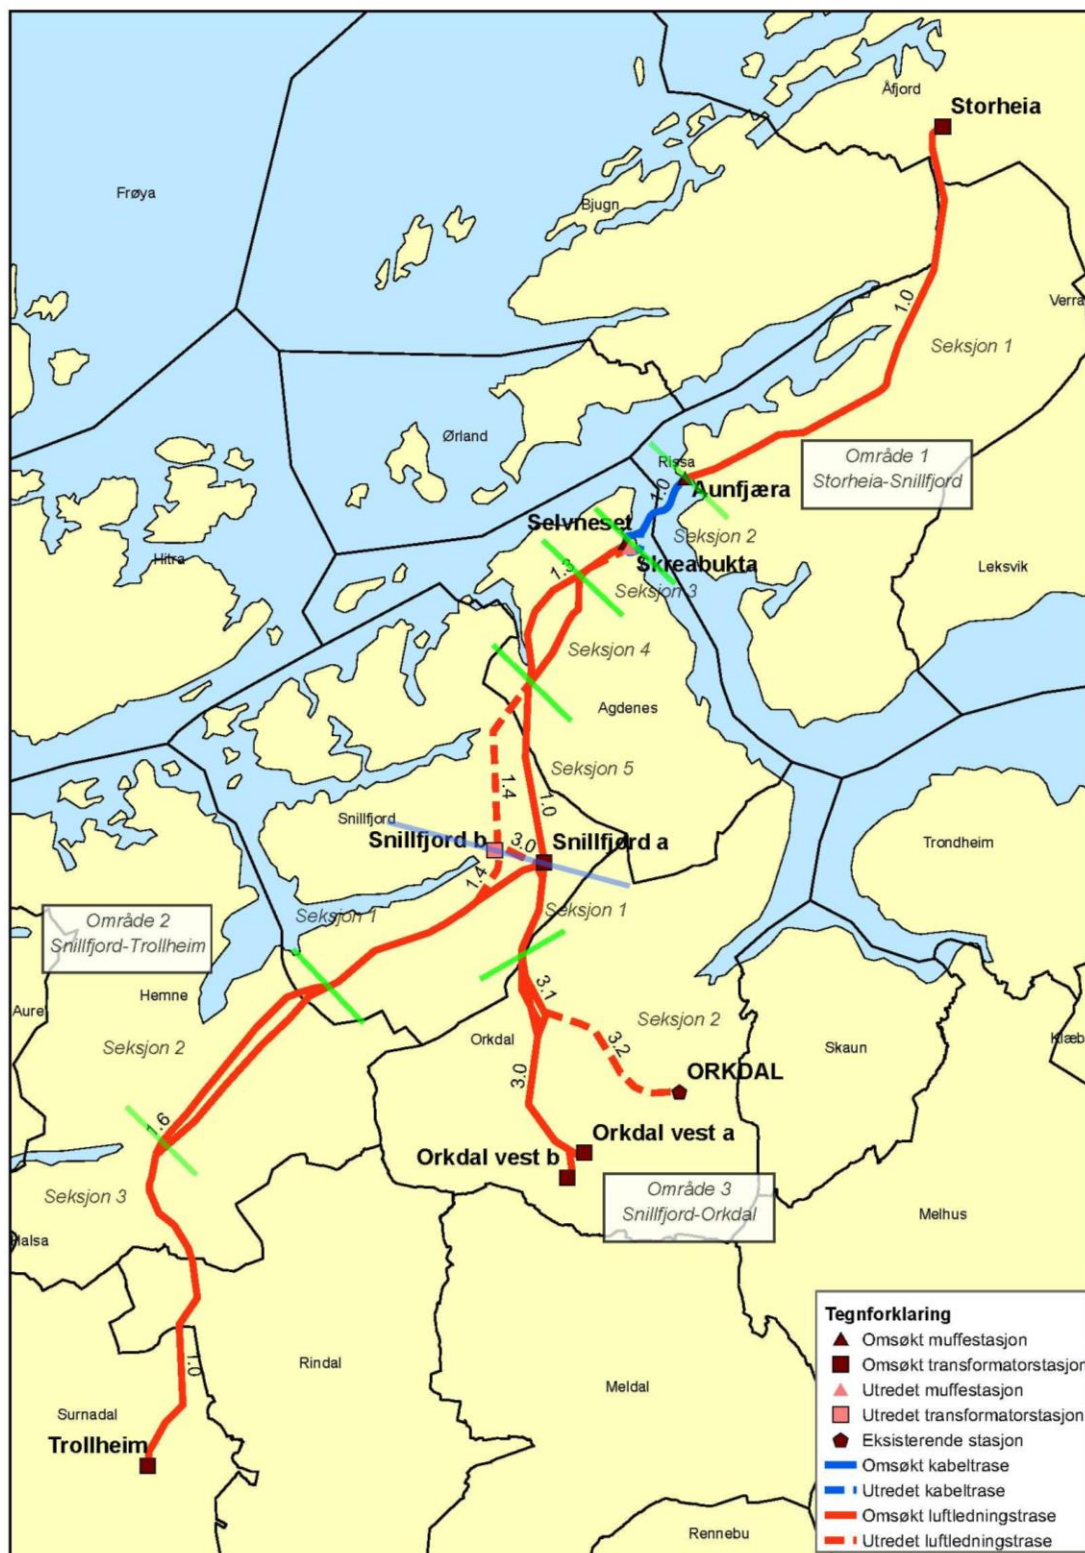 Åfjord
Storheia
Frøya
Bjugn
Verra
1.0
Seksjon 1
Ørland
Område 1
Storheia-Snillfjord
Rissa
Aunfjæra
1.0
Selvneset
Seksjon 2
Hitra
Skreabukta
Leksvik
1.3
Seksjon 3
Seksjon 4
Agdenes
Seksjon 5
1.4
1.0
Snillfjord
Snillfjord b
3.0
Snillfjord a
Trondheim
1.4
Seksjon 1
Seksjon 1
Område 2
Snillfjord-Trollheim
Hemne
Aure
3.1
Seksjon 2
Orkdal
Skaun
Klæb
Seksjon 2
3.2
3.0
ORKDAL
1.6
Orkdal vest a
Orkdal vest b
Seksjon 3
Område 3
Snillfjord-Orkdal
Melhus
Halsa
Rindal
1.0
Meldal
Surnadal
Trollheim
Rennebu
Tegnforklaring
Omsøkt muffestasjon
Omsøkt transformatorstasjon
Utredet muffestasjon
Utredet transformatorstasjon
Eksisterende stasjon
Omsøkt kabeltrase
Utredet kabeltrase
Omsøkt luftledningstrase
Utredet luftledningstrase